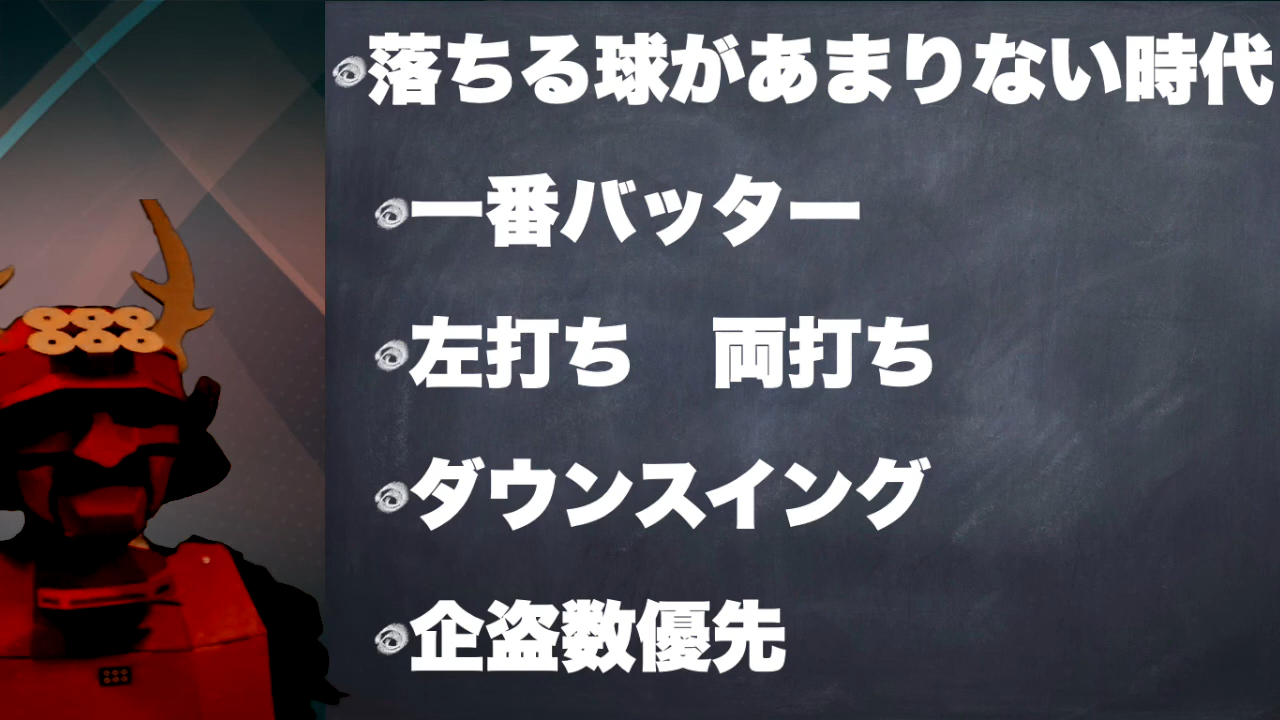 落ちる球があまりない時代
一番バッター
左打ち　両打ち
ダウンスイング
企盗数優先